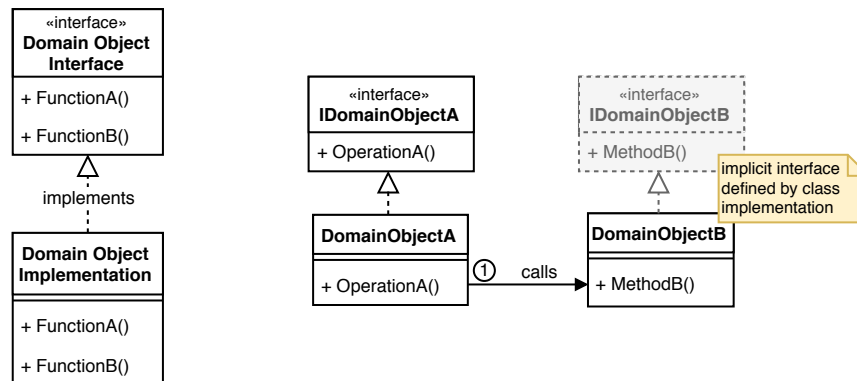 «interface»
Domain Object
Interface
+ FunctionA()
+ FunctionB()
implements
Domain Object
Implementation
+ FunctionA()
+ FunctionB()
«interface»
IDomainObjectA
+ OperationA()
DomainObjectA
+ OperationA()
1
calls
«interface»
IDomainObjectB
+ MethodB()
implicit interface
defined by class
implementation
DomainObjectB
+ MethodB()